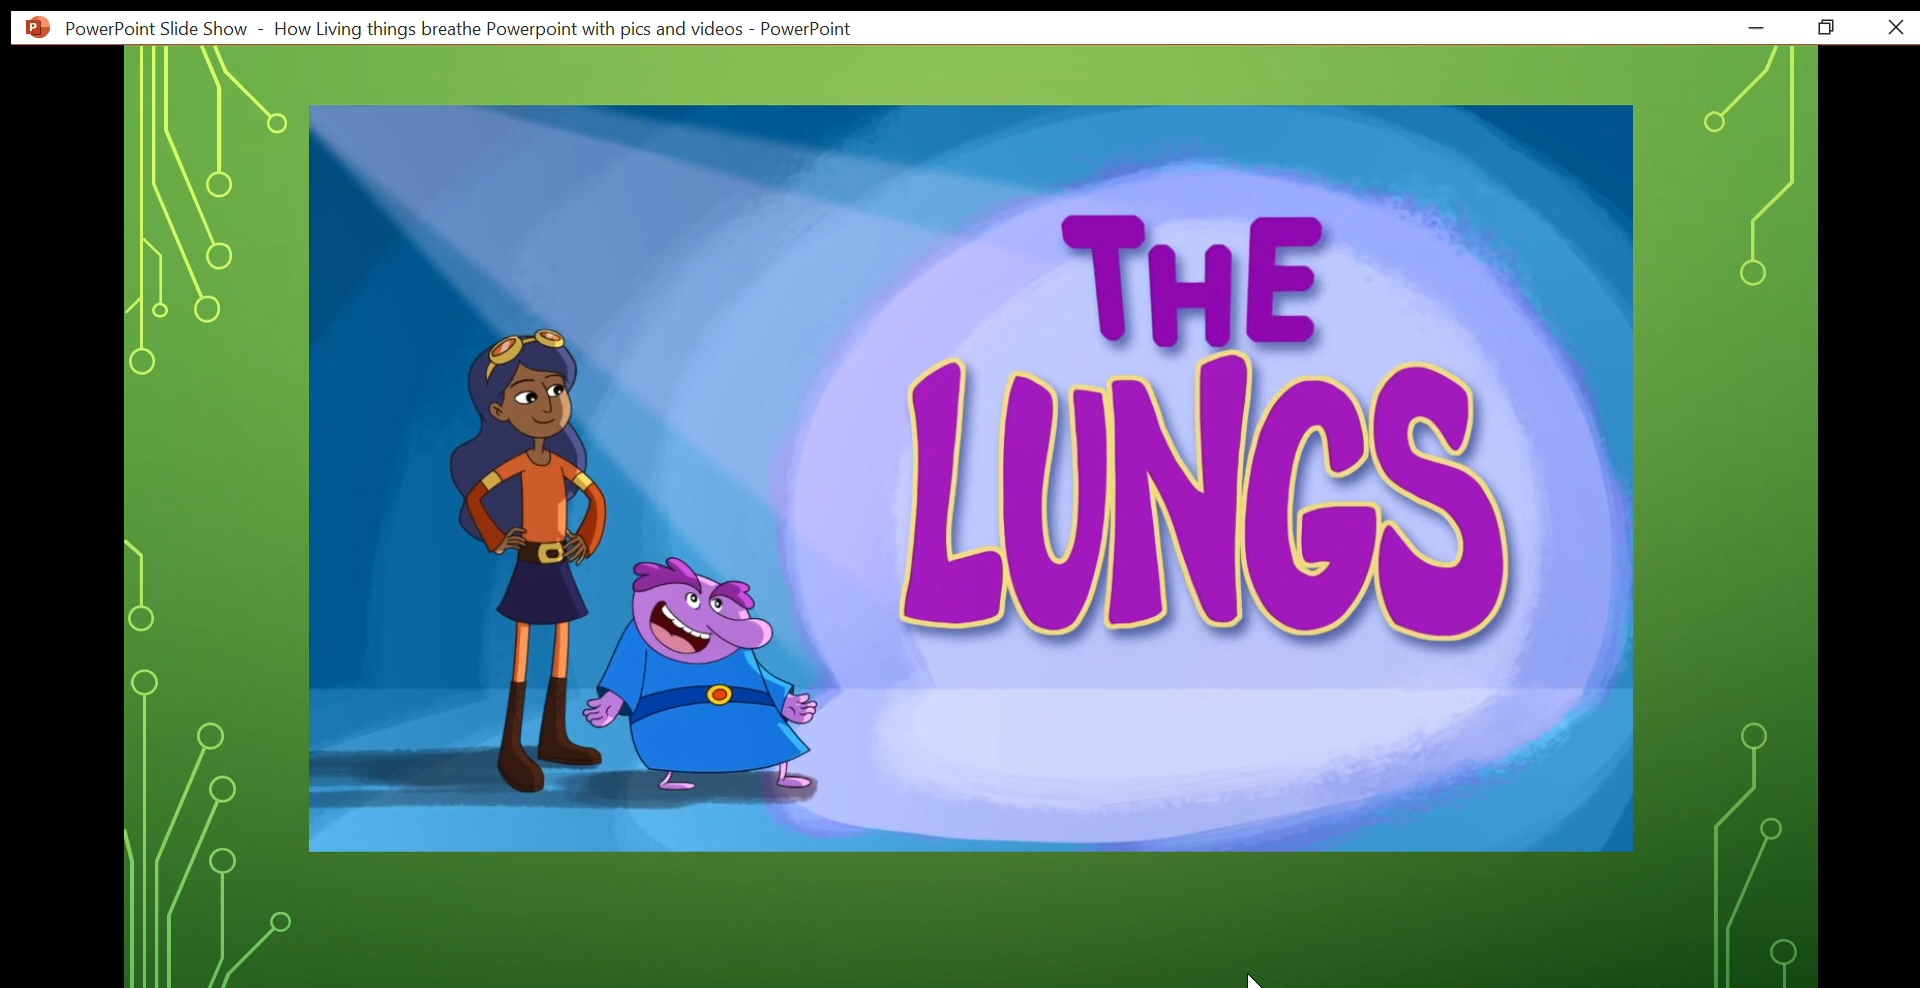 PowerPoint Slide Show - How Living things breathe Powerpoint with pics and videos - PowerPoint
THE
LUNGS